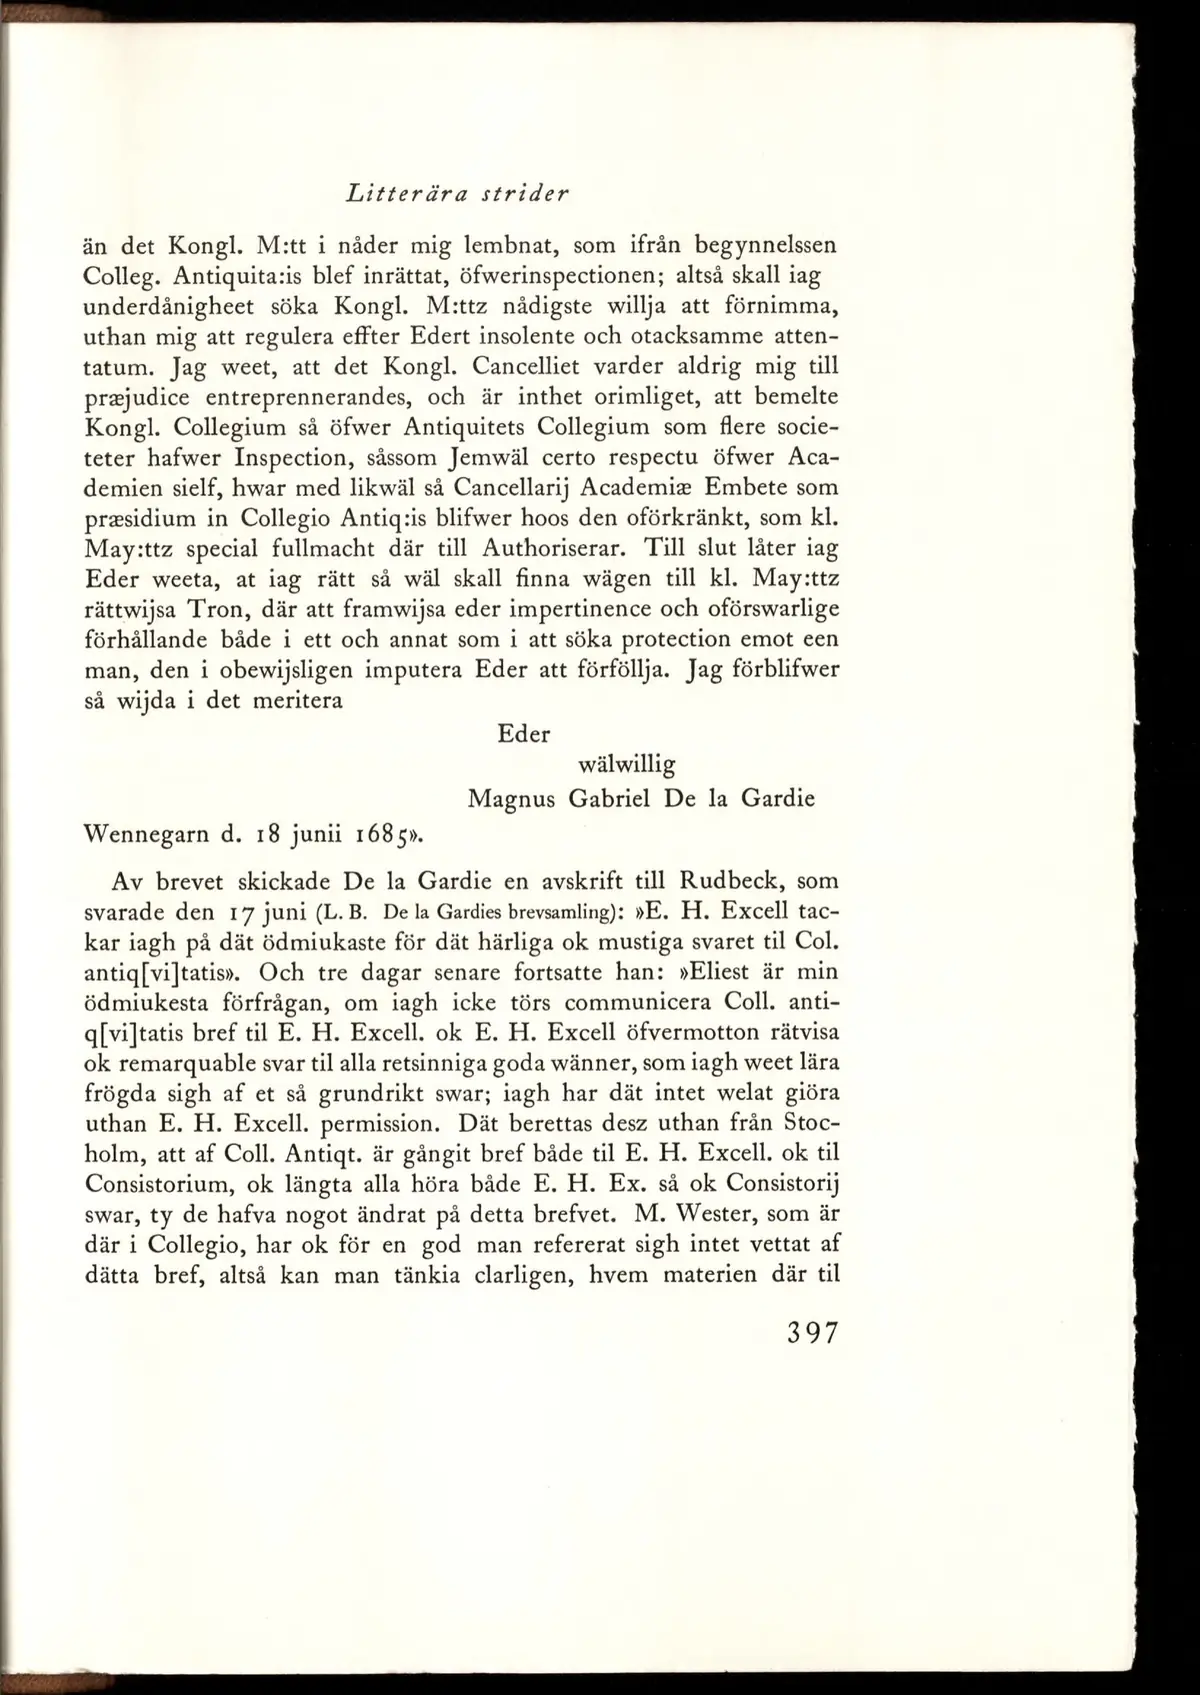 Litterära strider
än det Kongl. M:tt i nåder mig lembnat, som ifrån begynnelssen
Colleg. Antiquita:is blef inrättat, öfwerinspectionen; altså skall iag
underdånigheet söka Kongl. M:ttz nådigste willja att förnimma,
uthan mig att regulera effter Edert insolente och otacksamme atten-
tatum. Jag weet, att det Kongl. Cancelliet varder aldrig mig till
præjudice entreprennerandes, och är inthet orimliget, att bemelte
Kongl. Collegium så öfwer Antiquitets Collegium som flere socie-
teter hafwer Inspection, såssom Jemwäl certo respectu öfwer Aca-
demien sielf, hwar med likwäl så Cancellarij Academiæ Embete som
præsidium in Collegio Antiq:is blifwer hoos den oförkränkt, som kl.
May:ttz special fullmacht där till Authoriserar. Till slut låter iag
Eder weeta, at iag rätt så wäl skall finna wägen till kl. May:ttz
rättwijsa Tron, där att framwijsa eder impertinence och oförswarlige
förhållande både i ett och annat som i att söka protection emot een
man, den i obewijsligen imputera Eder att förföllja. Jag förblifwer
så wijda i det meritera
Eder
wälwillig
Magnus Gabriel De la Gardie
Wennegarn d. 18 junii 1685».
Av brevet skickade De la Gardie en avskrift till Rudbeck, som
svarade den 17 juni (L. B. De la Gardies brevsamling): »E. H. Excell tac-
kar iagh på dät ödmiukaste för dät härliga ok mustiga svaret til Col.
antiq[vi]tatis». Och tre dagar senare fortsatte han: »Eliest är min
ödmiukesta förfrågan, om iagh icke törs communicera Coll. anti-
q[vi]tatis bref til E. H. Excell. ok E. H. Excell öfvermotton rätvisa
ok remarquable svar til alla retsinniga goda wänner, som iagh weet lära
frögda sigh af et så grundrikt swar; iagh har dät intet welat giöra
uthan E. H. Excell. permission. Dät berettas desz uthan från Stoc-
holm, att af Coll. Antiqt. är gångit bref både til E. H. Excell. ok til
Consistorium, ok längta alla höra både E. H. Ex. så ok Consistorij
swar, ty de hafva nogot ändrat på detta brefvet. M. Wester, som är
där i Collegio, har ok för en god man refererat sigh intet vettat af
dätta bref, altså kan man tänkia clarligen, hvem materien där til
397